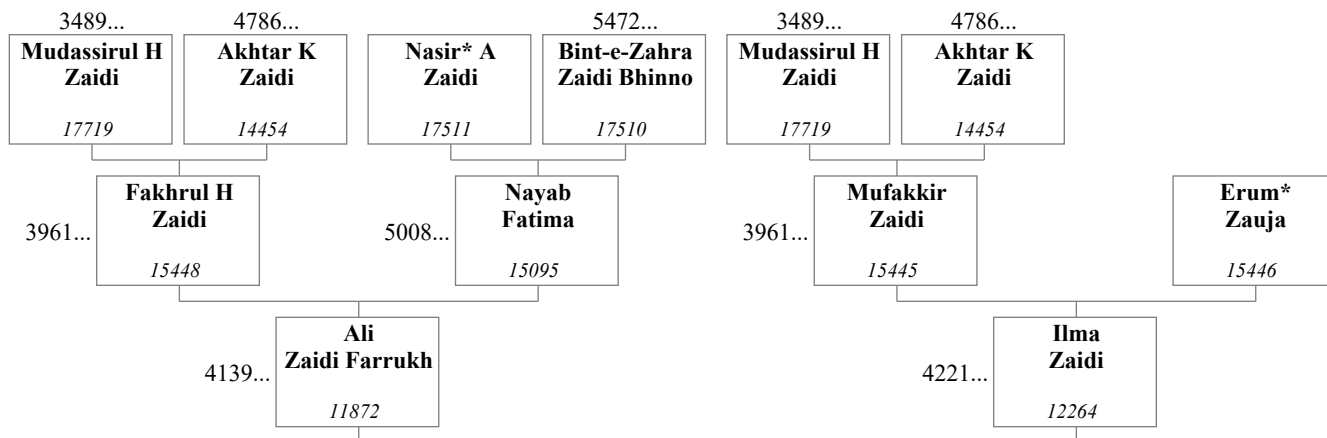 3489...
4786...
5472...
3489...
4786...
Mudassirul H
Zaidi
17719
Akhtar K
Zaidi
14454
Nasir* A
Zaidi
17511
Bint-e-Zahra
Zaidi Bhinno
17510
Mudassirul H
Zaidi
17719
Akhtar K
Zaidi
14454
3961...
Fakhrul H
Zaidi
15448
5008...
Nayab
Fatima
15095
3961...
Mufakkir
Zaidi
15445
Erum*
Zauja
15446
4139...
Ali
Zaidi Farrukh
11872
4221...
Ilma
Zaidi
12264